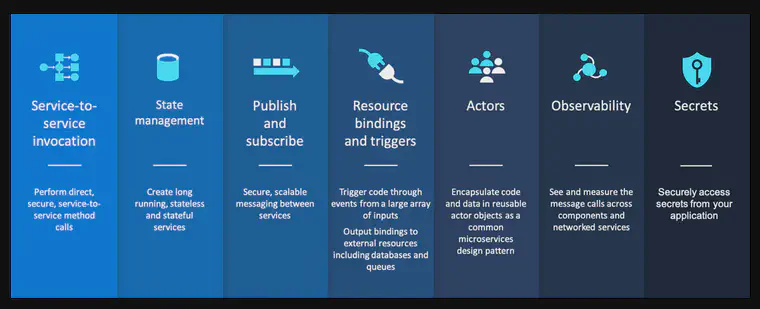 Service-to-
service
invocation
Perform direct,
secure, service-to-
service method
calls
State
management
Create long
running, stateless
and stateful
services
Publish
and
subscribe
Secure, scalable
messaging between
services
Resource
bindings
and triggers
Trigger code through
events from a large array
of inputs
Output bindings to
external resources
including databases and
queues
Actors
Encapsulate code
and data in reusable
actor objects as a
common
microservices
design pattern
Observability
See and measure the
message calls across
components and
networked services
Secrets
Securely access
secrets from your
application